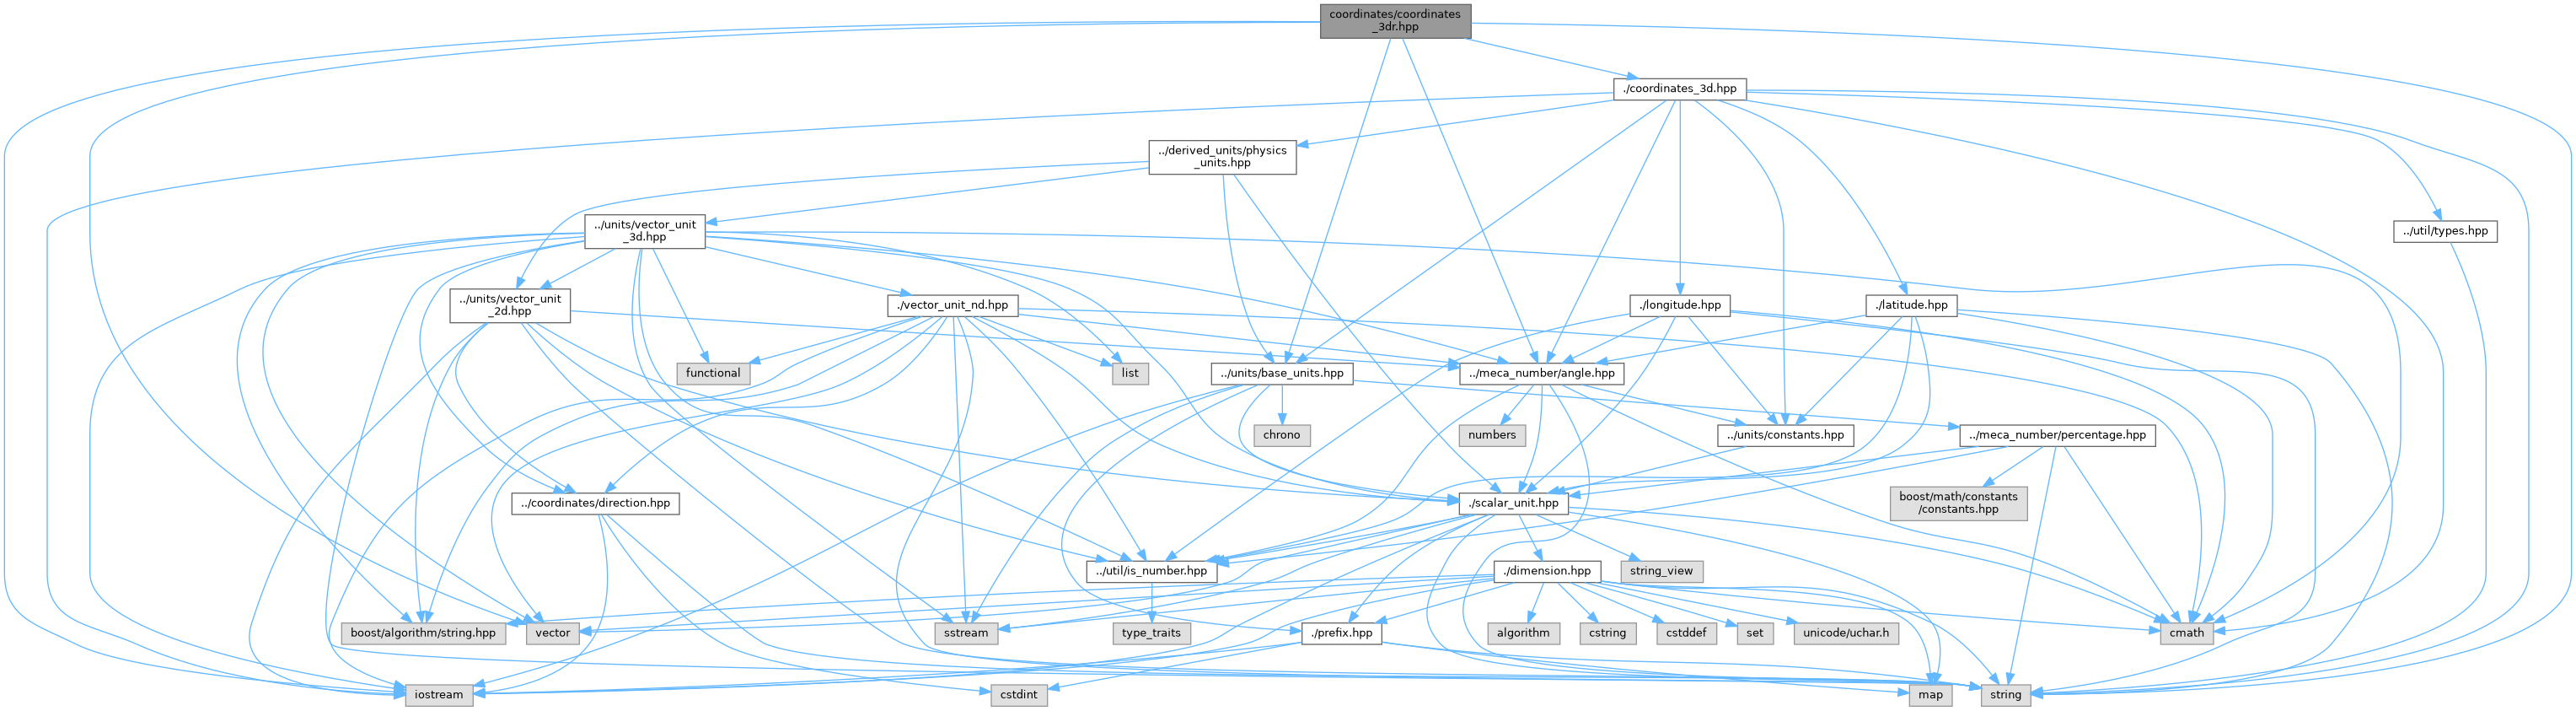 coordinates/coordinates
_3dr.hpp
./coordinates_3d.hpp
../derived_units/physics
_units.hpp
../units/vector_unit
_3d.hpp
../util/types.hpp
../units/vector_unit
_2d.hpp
./vector_unit_nd.hpp
./longitude.hpp
./latitude.hpp
functional
list
../units/base_units.hpp
../meca_number/angle.hpp
chrono
numbers
../units/constants.hpp
../meca_number/percentage.hpp
../coordinates/direction.hpp
./scalar_unit.hpp
boost/math/constants
/constants.hpp
../util/is_number.hpp
./dimension.hpp
string_view
boost/algorithm/string.hpp
vector
sstream
type_traits
./prefix.hpp
algorithm
cstring
cstddef
set
unicode/uchar.h
cmath
iostream
cstdint
map
string